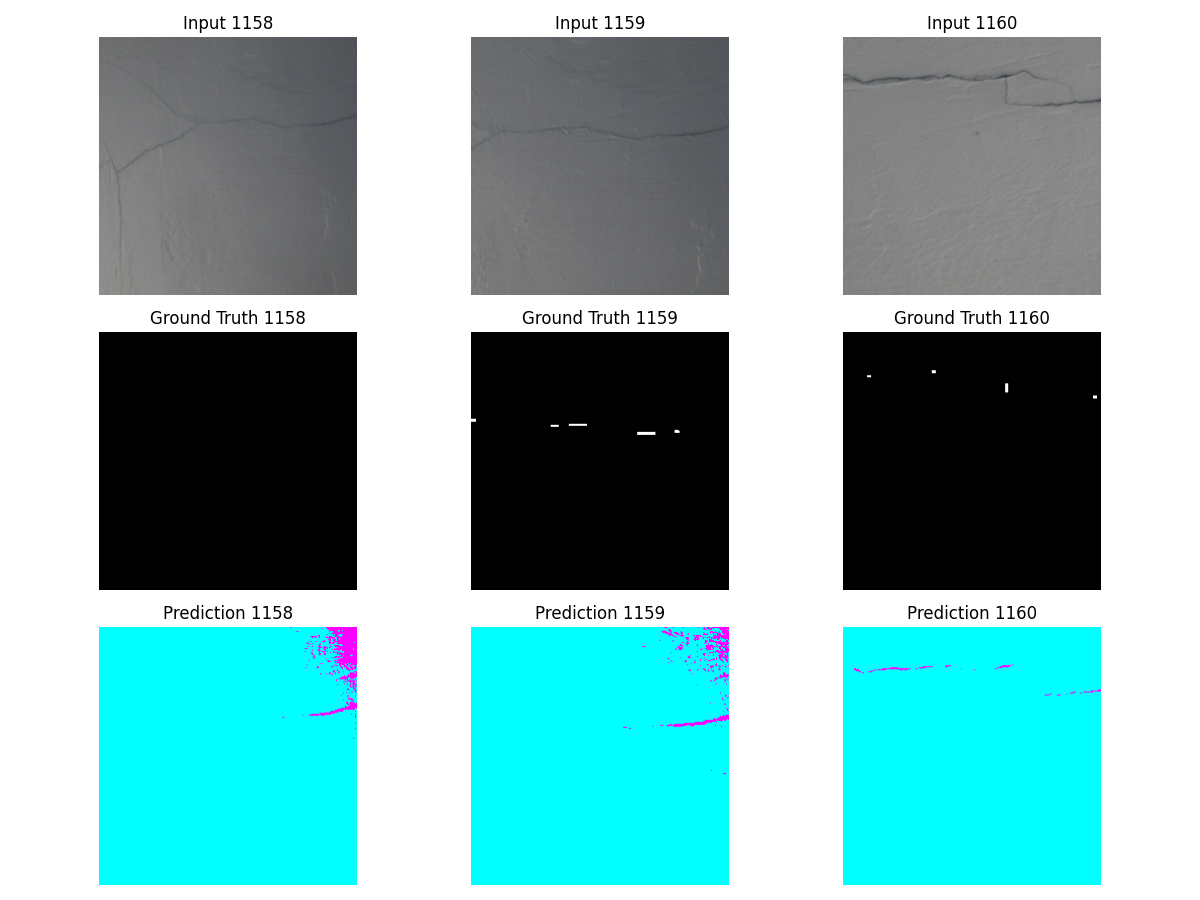 Input 1158
Input 1159
Input 1160
Ground Truth 1158
Ground Truth 1159
Ground Truth 1160
Prediction 1158
Prediction 1159
Prediction 1160